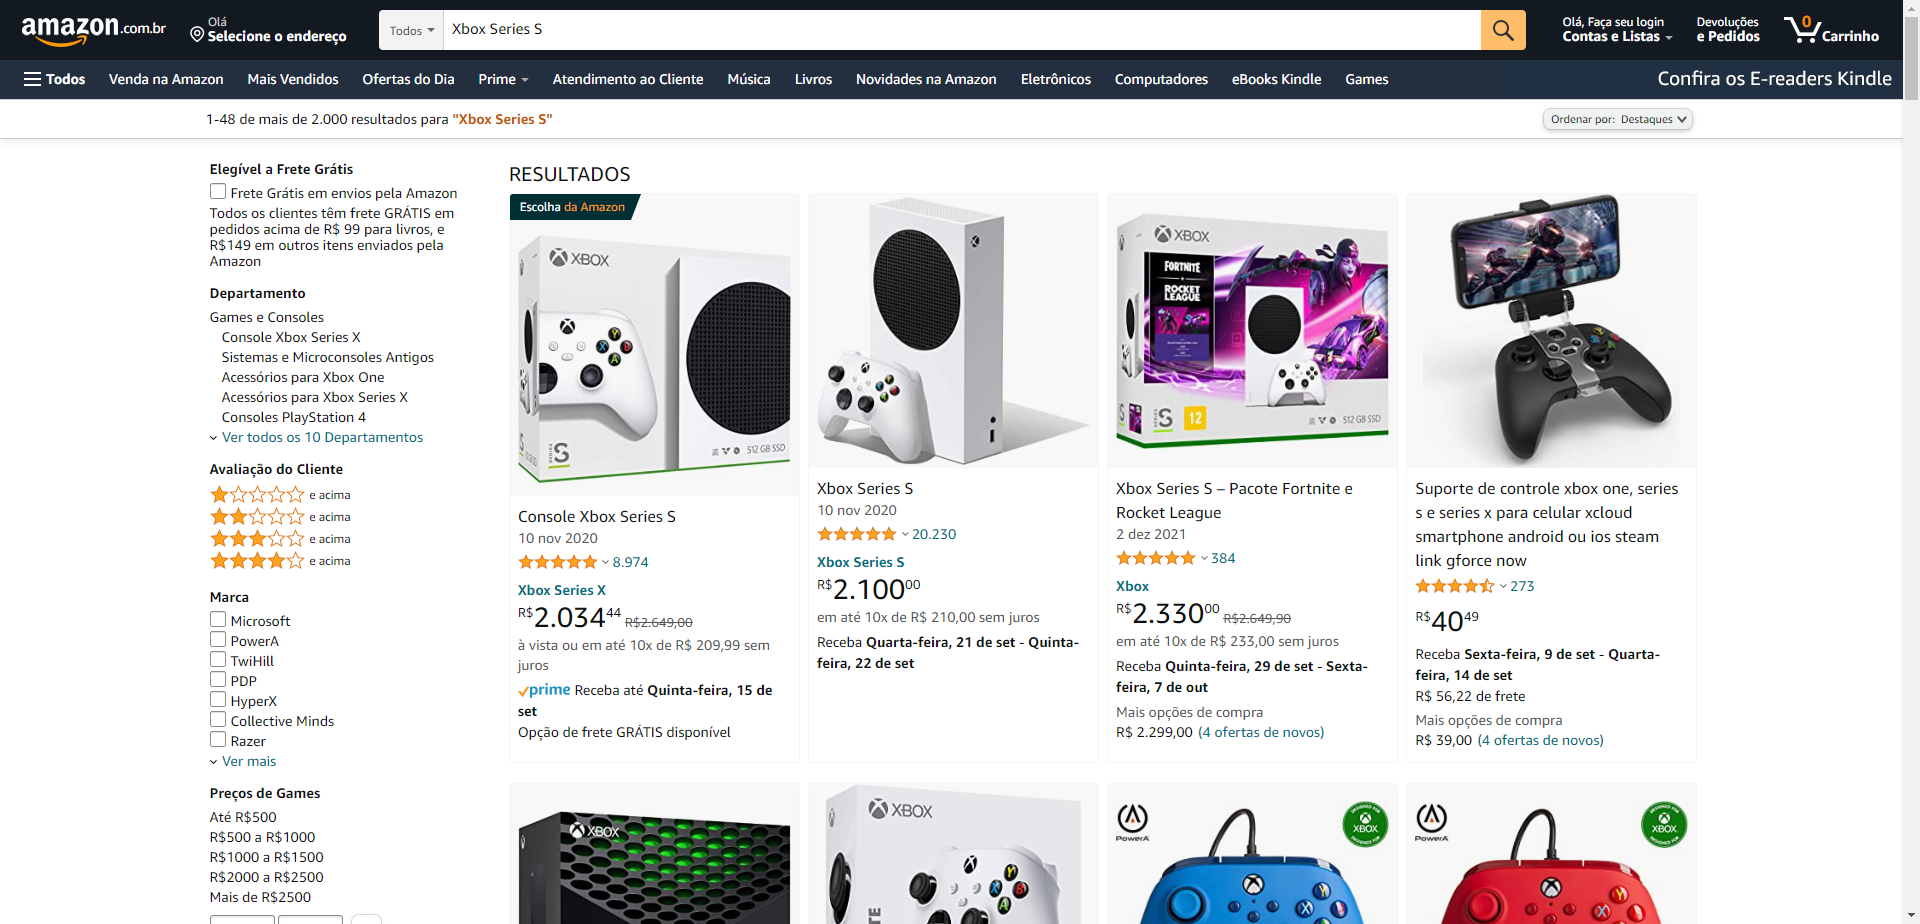 amazon.com.br
Olá
Selecione o endereço
Todos
Xbox Series S
Olá, Faça seu login
Contas e Listas
Devoluções
e Pedidos
0
Carrinho
Todos
Venda na Amazon
Mais Vendidos
Ofertas do Dia
Prime
Atendimento ao Cliente
Música
Livros
Novidades na Amazon
Eletrônicos
Computadores
eBooks Kindle
Games
Confira os E-readers Kindle
1-48 de mais de 2.000 resultados para "Xbox Series S"
Ordenar por: Destaques
Elegível a Frete Grátis
Frete Grátis em envios pela Amazon
Todos os clientes têm frete GRÁTIS em
pedidos acima de R$ 99 para livros, e
R$149 em outros itens enviados pela
Amazon
Departamento
Games e Consoles
Console Xbox Series X
Sistemas e Microconsoles Antigos
Acessórios para Xbox One
Acessórios para Xbox Series X
Consoles PlayStation 4
Ver todos os 10 Departamentos
Avaliação do Cliente
e acima
e acima
e acima
e acima
Marca
Microsoft
PowerA
TwiHill
PDP
HyperX
Collective Minds
Razer
Ver mais
Preços de Games
Até R$500
R$500 a R$1000
R$1000 a R$1500
R$2000 a R$2500
Mais de R$2500
RESULTADOS
Escolha da Amazon
XBOX
Y
X
B
A
SERIES
S
512 GB SSD
Console Xbox Series S
10 nov 2020
8.974
Xbox Series X
R$2.03444 R$2.649,00
à vista ou em até 10x de R$ 209,99 sem
juros
prime Receba até Quinta-feira, 15 de
set
Opção de frete GRÁTIS disponível
Xbox Series S
10 nov 2020
20.230
Xbox Series S
R$2.10000
em até 10x de R$ 210,00 sem juros
Receba Quarta-feira, 21 de set - Quinta-
feira, 22 de set
XBOX
FORTNITE
+
ROCKET
LEAGUE
SERIES
S
12
512 GB SSD
Xbox Series S – Pacote Fortnite e
Rocket League
2 dez 2021
384
Xbox
R$2.33000 R$2.649,90
em até 10x de R$ 233,00 sem juros
Receba Quinta-feira, 29 de set - Sexta-
feira, 7 de out
Mais opções de compra
R$ 2.299,00 (4 ofertas de novos)
Suporte de controle xbox one, series
s e series x para celular xcloud
smartphone android ou ios steam
link gforce now
273
R$4049
Receba Sexta-feira, 9 de set - Quarta-
feira, 14 de set
R$ 56,22 de frete
Mais opções de compra
R$ 39,00 (4 ofertas de novos)
XBOX
XBOX
Y
X
B
A
PowerA
DESIGNED FOR
XBOX
Y
X
B
PowerA
DESIGNED FOR
XBOX
Y
X
B